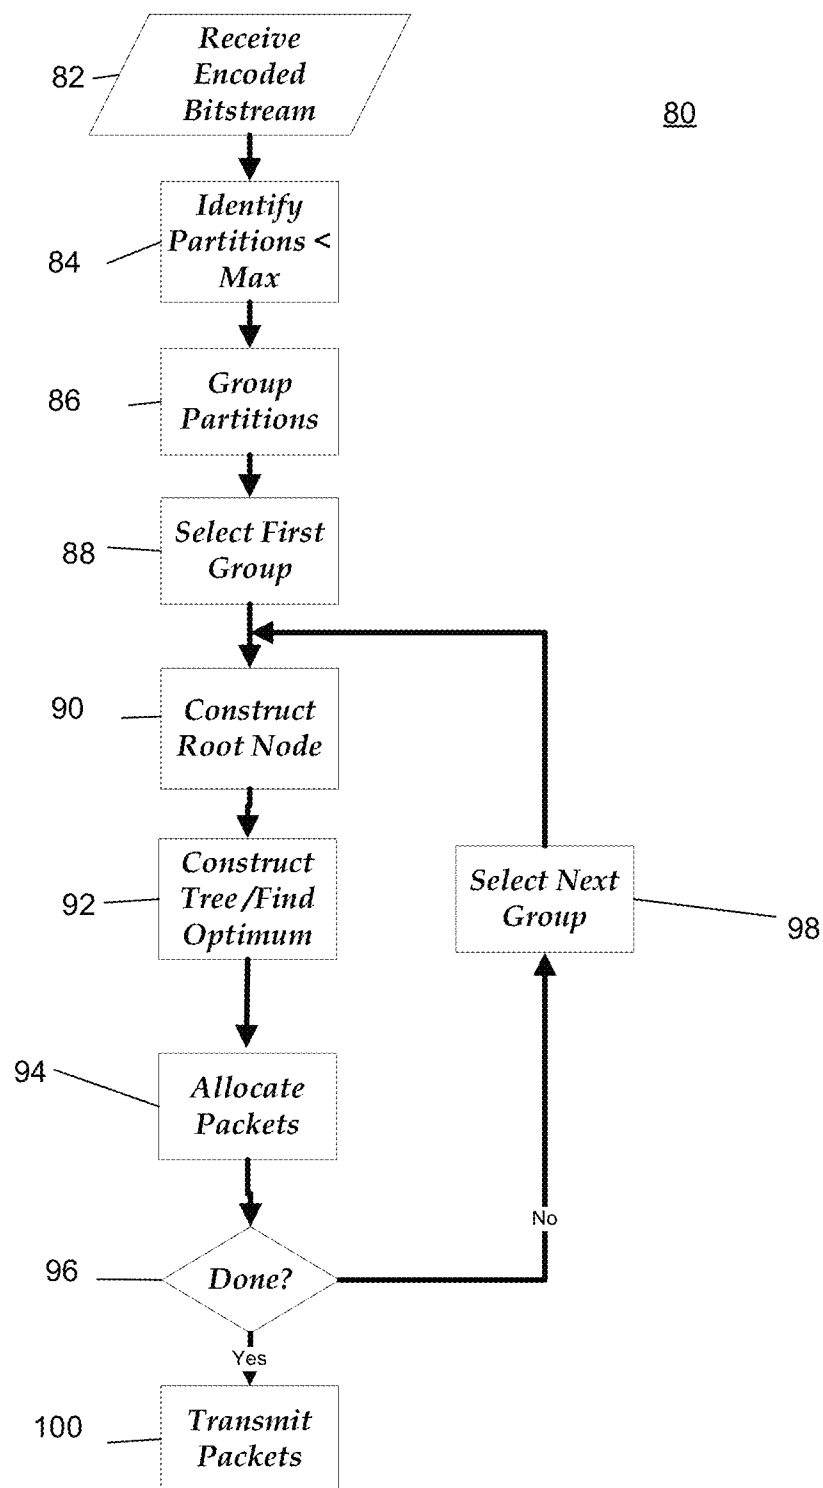 Receive
Encoded
Bitstream
82
80
Identify
Partitions <
Max
84
Group
Partitions
86
Select First
Group
88
Construct
Root Node
90
Construct
Tree/Find
Optimum
92
Select Next
Group
98
Allocate
Packets
94
No
Done?
96
Yes
Transmit
Packets
100